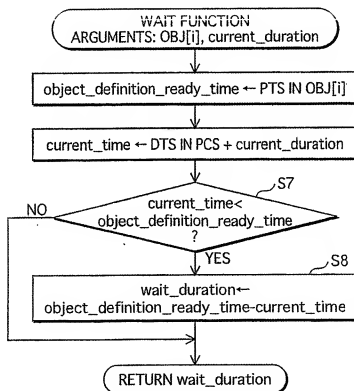 WAIT FUNCTION
ARGUMENTS: OBJ[i], current_duration
object_definition_ready_time ← PTS IN OBJ[i]
current_time ← DTS IN PCS + current_duration
S7
current_time<
object_definition_ready_time
?
NO
YES
S8
wait_duration←
object_definition_ready_time-current_time
RETURN wait_duration